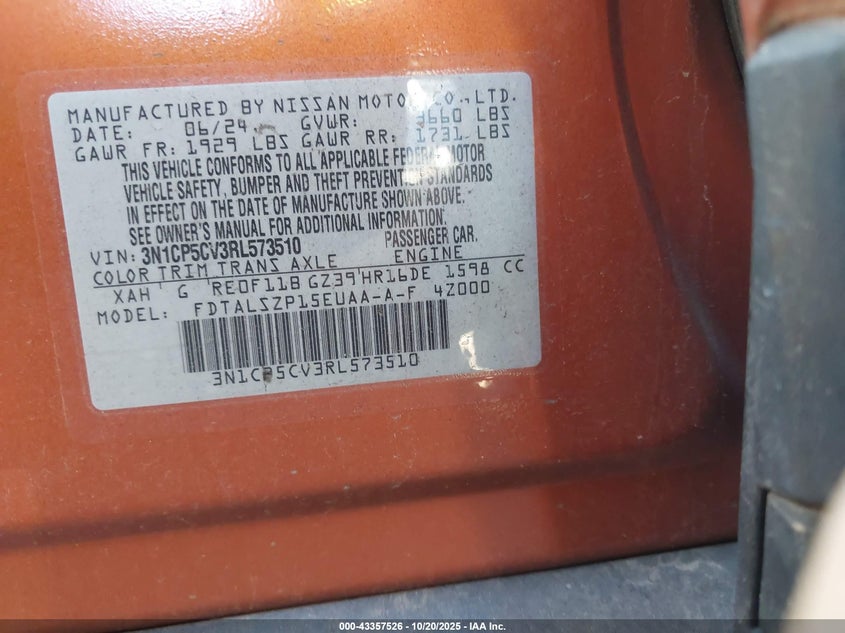 MANUFACTURED BY NISSAN MOTOR CO.,LTD.
DATE: 06/24 GVWR: 3660 LBS
GAWR FR: 1929 LBS GAWR RR: 1731 LBS
THIS VEHICLE CONFORMS TO ALL APPLICABLE FEDERAL MOTOR
VEHICLE SAFETY, BUMPER AND THEFT PREVENTION STANDARDS
IN EFFECT ON THE DATE OF MANUFACTURE SHOWN ABOVE.
SEE OWNER'S MANUAL FOR ADDITIONAL INFORMATION.
VIN: 3N1CP5CV3RL573510 PASSENGER CAR.
COLOR TRIM TRANS AXLE ENGINE
XAH G RE0F11B GZ39 HR16DE 1598 CC
MODEL: FDTALSZP15EUAA-A-F 4Z000
3N1CP5CV3RL573510
000-43357526 - 10/20/2025 - IAA Inc.